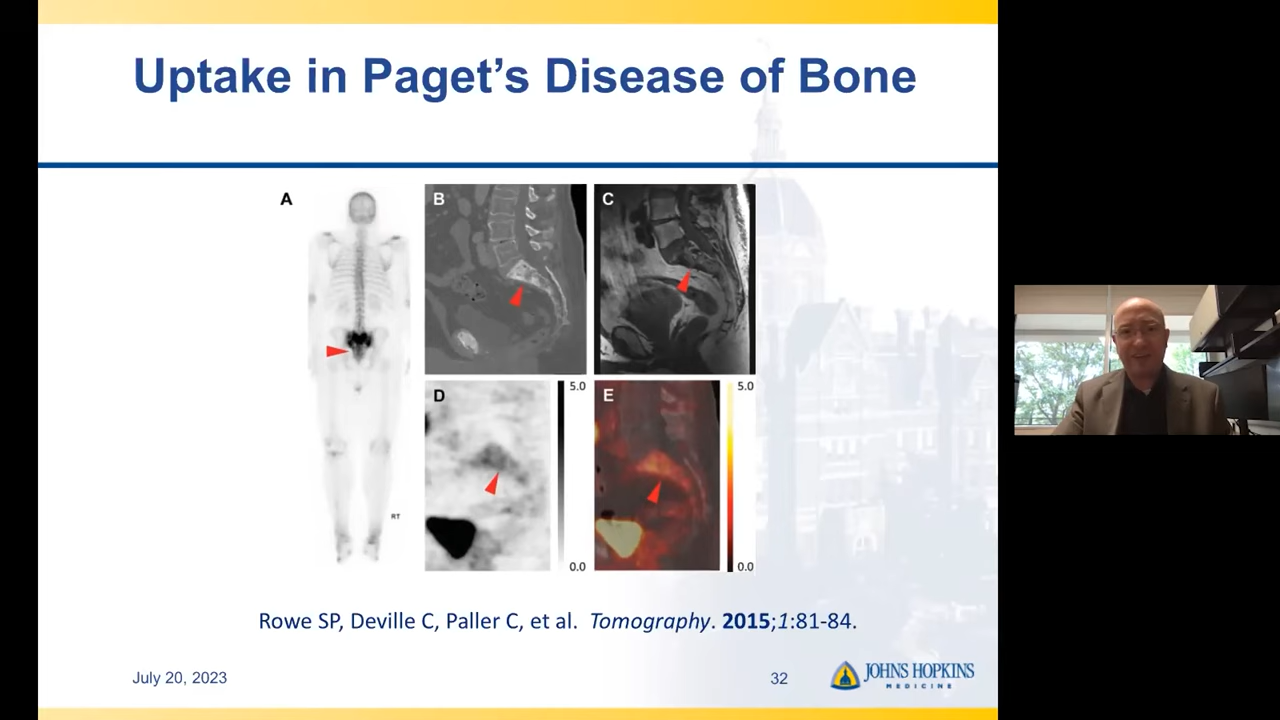 Uptake in Paget's Disease of Bone
A
B
C
RT
D
5.0
0.0
E
5.0
0.0
Rowe SP, Deville C, Paller C, et al. Tomography. 2015;1:81-84.
July 20, 2023
32
JOHNS HOPKINS
MEDICINE